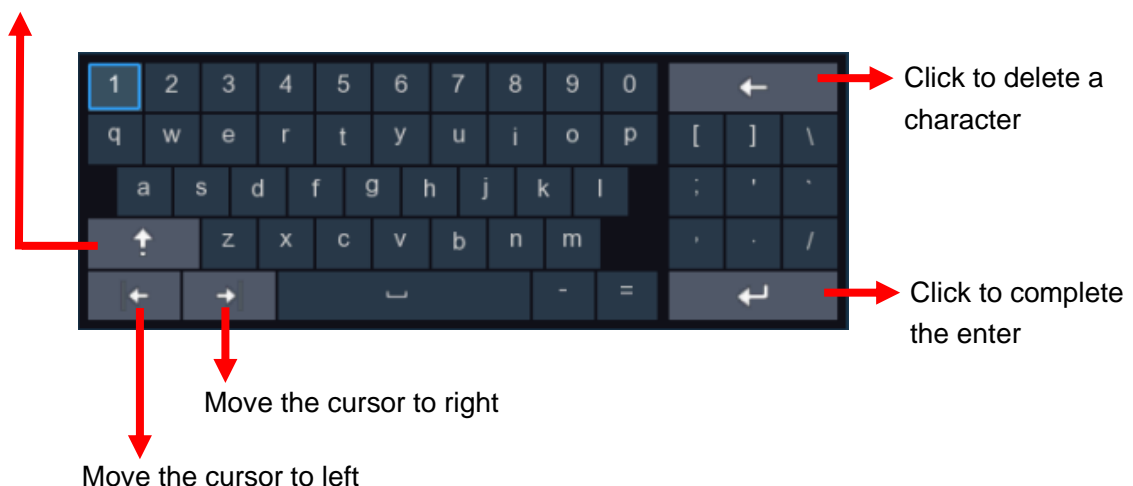 1 2 3 4 5 6 7 8 9 0
Click to delete a
character
q w e r t y u i o p [ ] \
a s d f g h j k l ; ' `
z x c v b n m , . /
- =
Click to complete
the enter
Move the cursor to right
Move the cursor to left